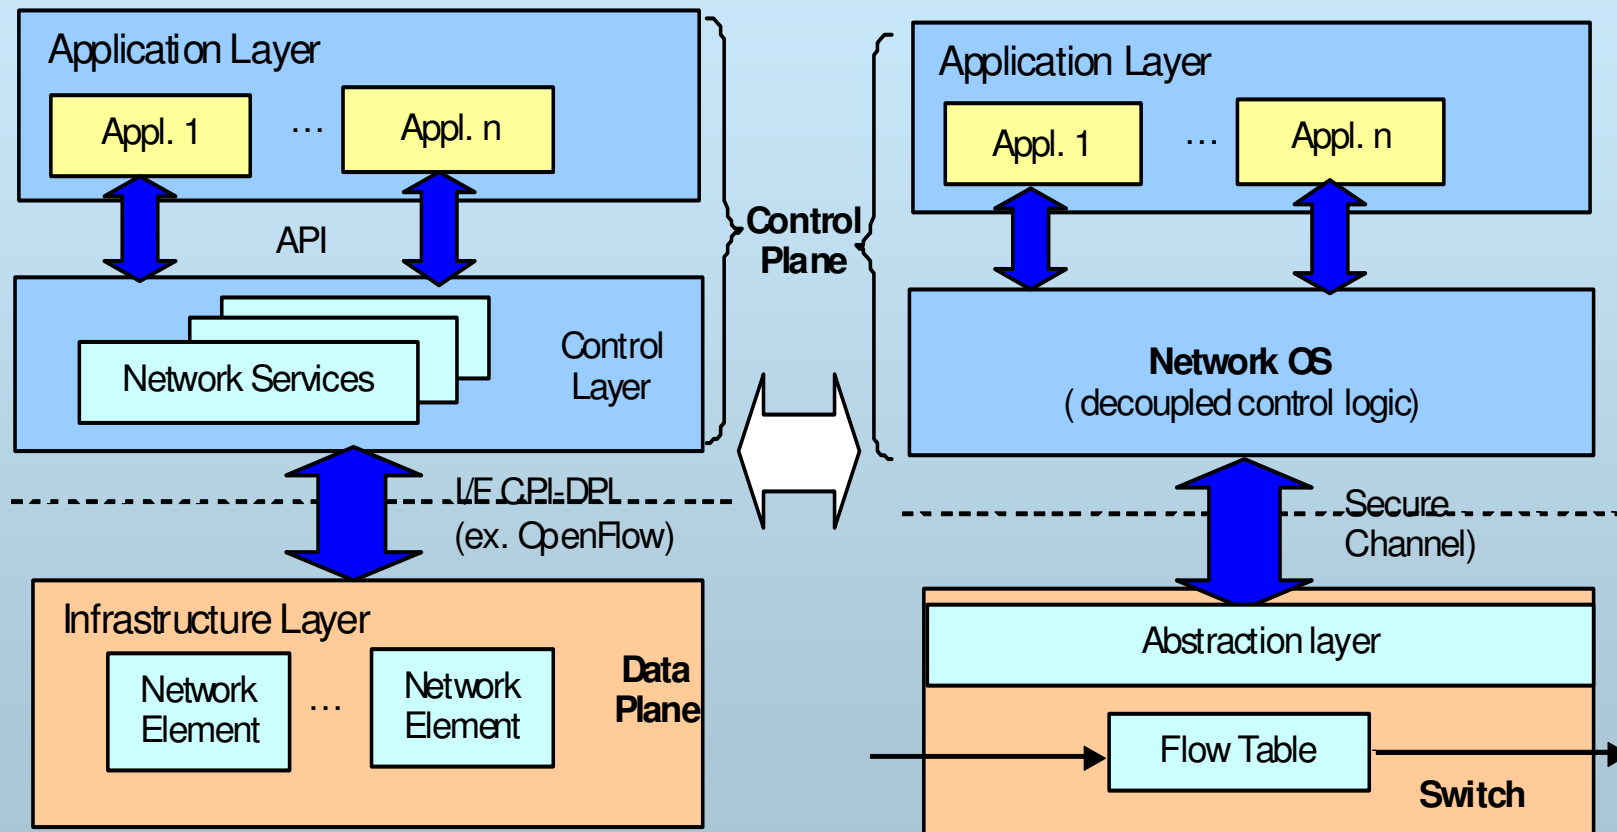 Application Layer
Appl. 1
...
Appl. n
API
Network Services
Control
Layer
I/F CPI-DPI
(ex. OpenFlow)
Infrastructure Layer
Network
Element
...
Network
Element
Data
Plane
Control
Plane
Application Layer
Appl. 1
...
Appl. n
Network OS
( decoupled control logic)
Secure
Channel)
Abstraction layer
Flow Table
Switch